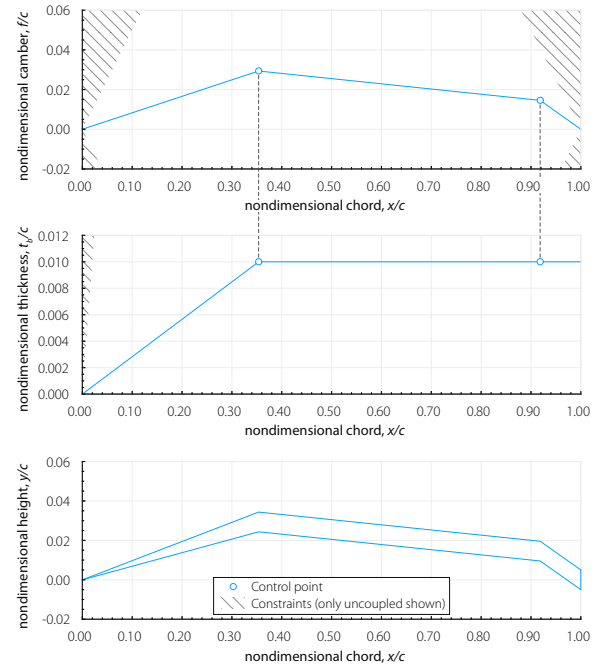 nondimensional camber, f/c
0.06
0.04
0.02
0.00
-0.02
0.00 0.10 0.20 0.30 0.40 0.50 0.60 0.70 0.80 0.90 1.00
nondimensional chord, x/c
nondimensional thickness, t_b/c
0.012
0.010
0.008
0.006
0.004
0.002
0.000
0.00 0.10 0.20 0.30 0.40 0.50 0.60 0.70 0.80 0.90 1.00
nondimensional chord, x/c
nondimensional height, y/c
0.06
0.04
0.02
0.00
-0.02
Control point
Constraints (only uncoupled shown)
0.00 0.10 0.20 0.30 0.40 0.50 0.60 0.70 0.80 0.90 1.00
nondimensional chord, x/c